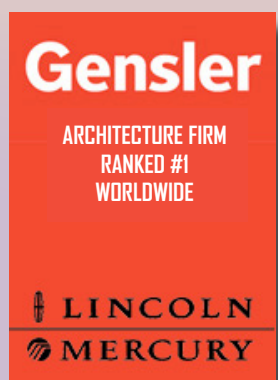 Gensler
ARCHITECTURE FIRM
RANKED #1
WORLDWIDE
LINCOLN
MERCURY